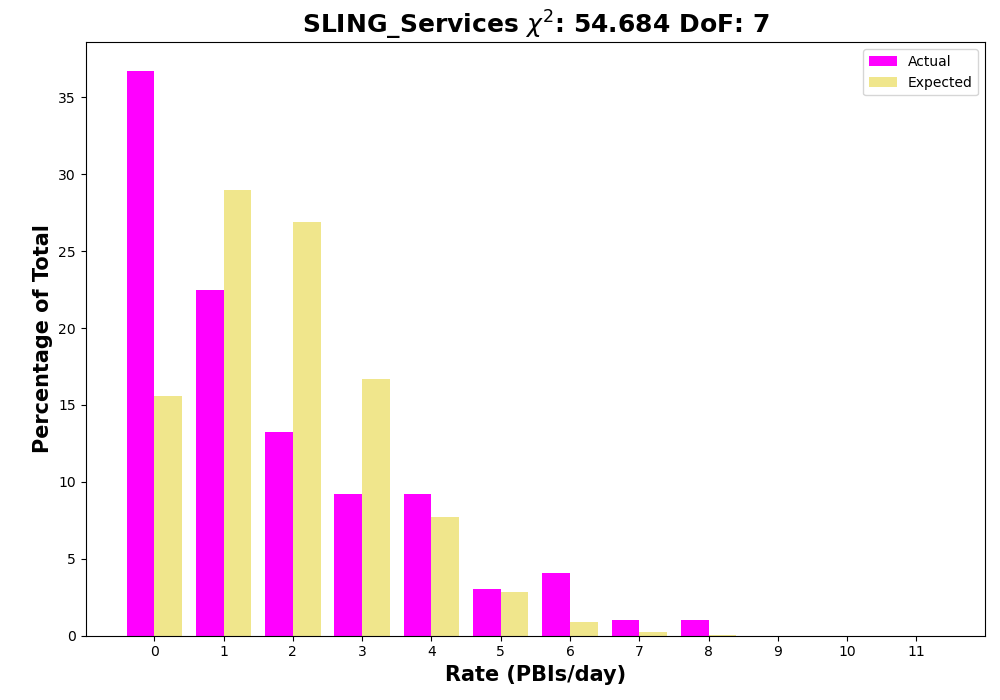 SLING_Services χ²: 54.684 DoF: 7
Actual
Expected
Percentage of Total
35
30
25
20
15
10
5
0
0 1 2 3 4 5 6 7 8 9 10 11
Rate (PBIs/day)